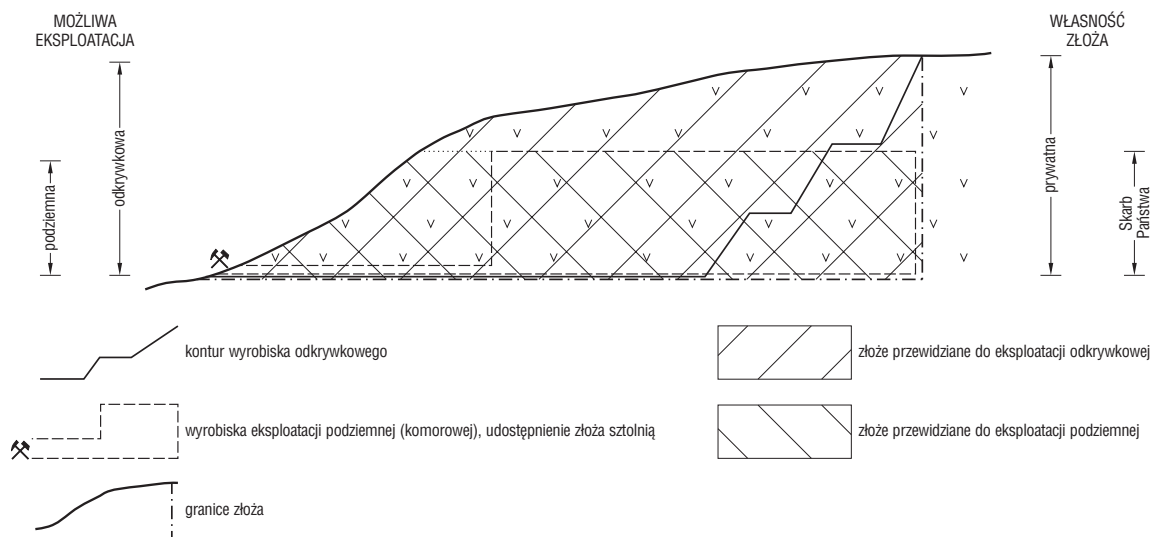 MOŻLIWA
EKSPLOATACJA
WŁASNOŚĆ
ZŁOŻA
podziemna
odkrywkowa
prywatna
Skarb
Państwa
kontur wyrobiska odkrywkowego
złoże przewidziane do eksploatacji odkrywkowej
wyrobiska eksploatacji podziemnej (komorowej), udostępnienie złoża sztolnią
złoże przewidziane do eksploatacji podziemnej
granice złoża